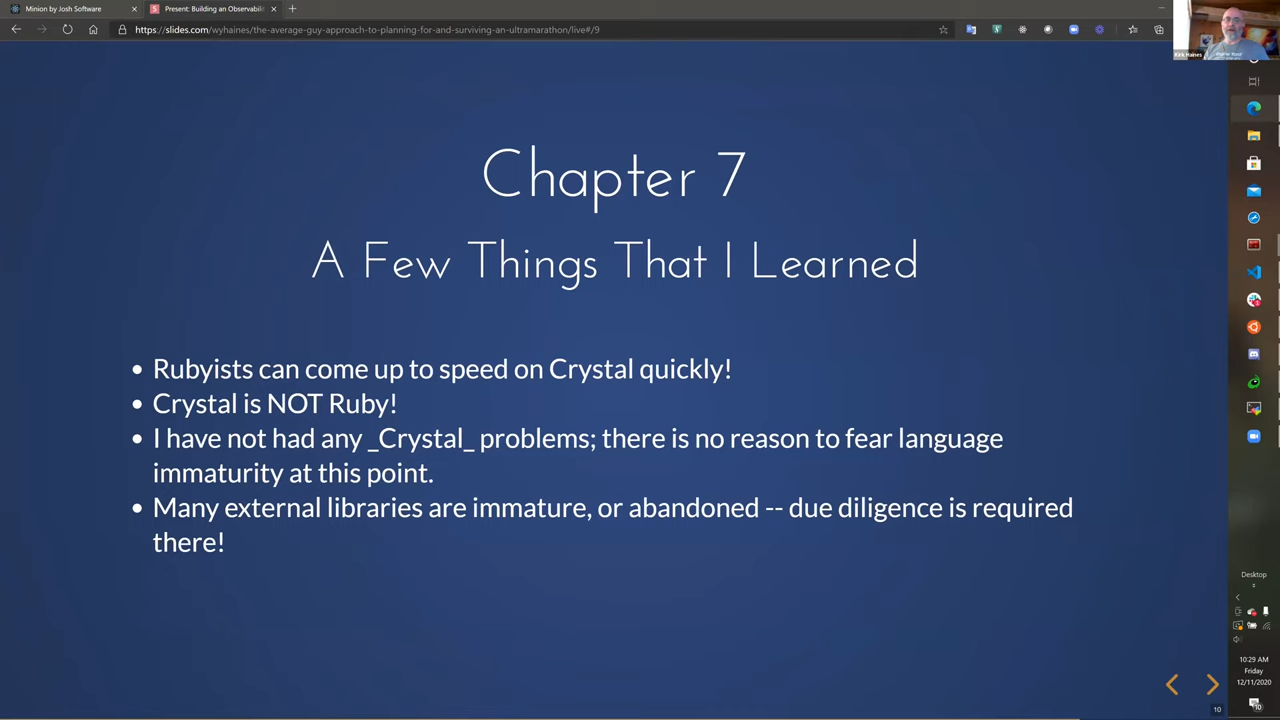 Minion by Josh Software
Present: Building an Observabili
https://slides.com/wyhaines/the-average-guy-approach-to-planning-for-and-surviving-an-ultramarathon/live#/9
Kirk Haines
Chapter 7
A Few Things That I Learned
• Rubyists can come up to speed on Crystal quickly!
• Crystal is NOT Ruby!
• I have not had any _Crystal_ problems; there is no reason to fear language
immaturity at this point.
• Many external libraries are immature, or abandoned -- due diligence is required
there!
Desktop
10:29 AM
Friday
12/11/2020
10